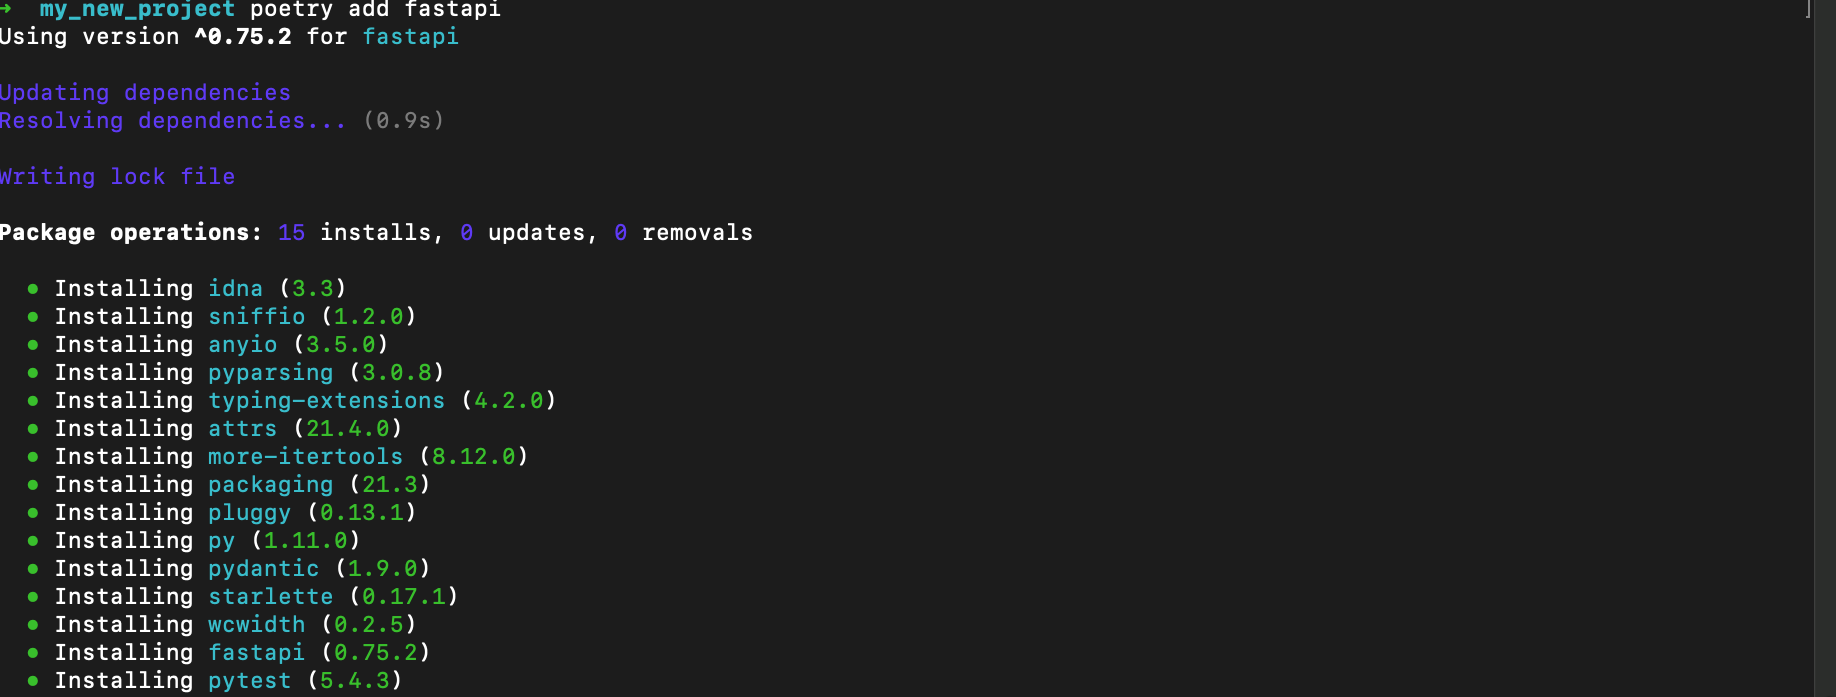 → my_new_project poetry add fastapi
Using version ^0.75.2 for fastapi
Updating dependencies
Resolving dependencies... (0.9s)
Writing lock file
Package operations: 15 installs, 0 updates, 0 removals
• Installing idna (3.3)
• Installing sniffio (1.2.0)
• Installing anyio (3.5.0)
• Installing pyparsing (3.0.8)
• Installing typing-extensions (4.2.0)
• Installing attrs (21.4.0)
• Installing more-itertools (8.12.0)
• Installing packaging (21.3)
• Installing pluggy (0.13.1)
• Installing py (1.11.0)
• Installing pydantic (1.9.0)
• Installing starlette (0.17.1)
• Installing wcwidth (0.2.5)
• Installing fastapi (0.75.2)
• Installing pytest (5.4.3)